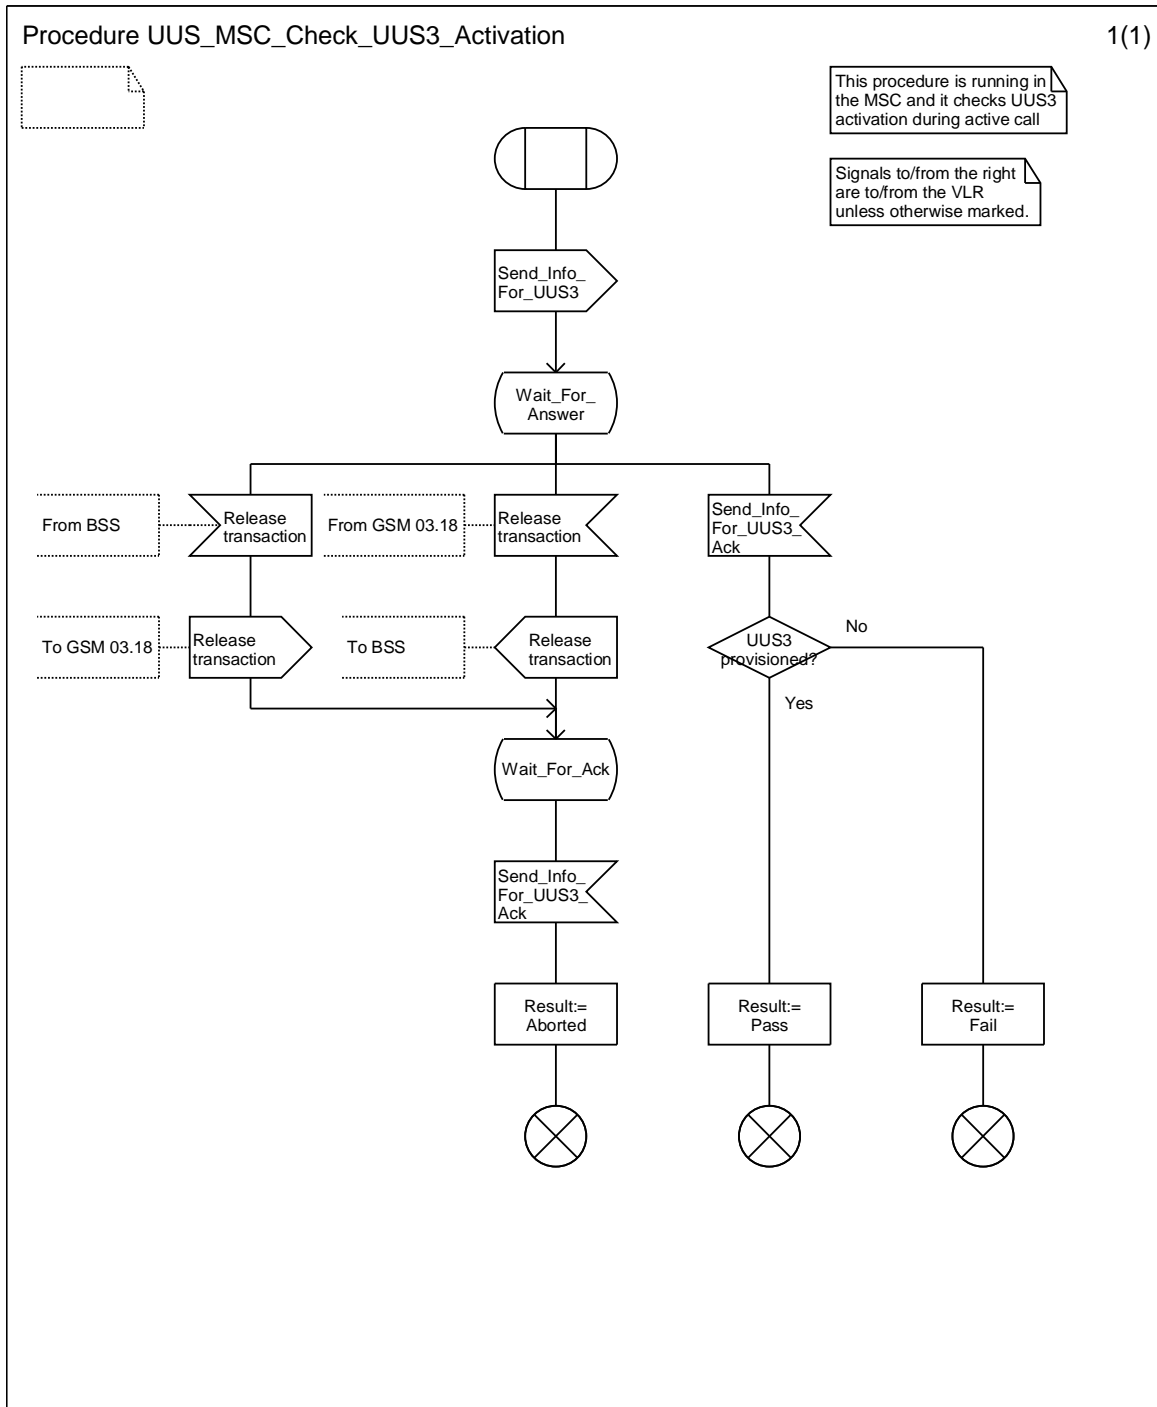 Procedure UUS_MSC_Check_UUS3_Activation
1(1)
This procedure is running in
the MSC and it checks UUS3
activation during active call
Signals to/from the right
are to/from the VLR
unless otherwise marked.
Send_Info_
For_UUS3
Wait_For_
Answer
From BSS
Release
transaction
From GSM 03.18
Release
transaction
Send_Info_
For_UUS3_
Ack
To GSM 03.18
Release
transaction
To BSS
Release
transaction
UUS3
provisioned?
No
Yes
Wait_For_Ack
Send_Info_
For_UUS3_
Ack
Result:=
Aborted
Result:=
Pass
Result:=
Fail